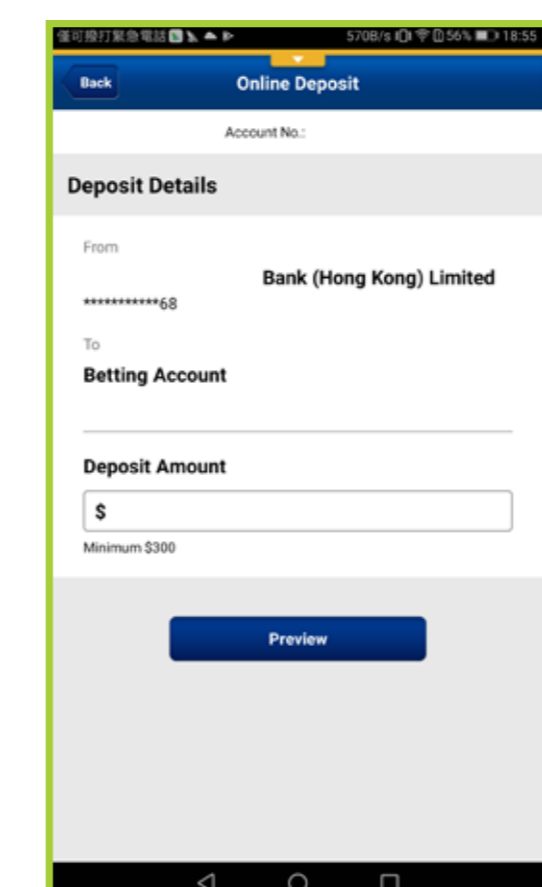 僅可撥打緊急電話 570B/s 56% 18:55
Back Online Deposit
Account No.:
Deposit Details
From
Bank (Hong Kong) Limited
***********68
To
Betting Account
Deposit Amount
$
Minimum $300
Preview